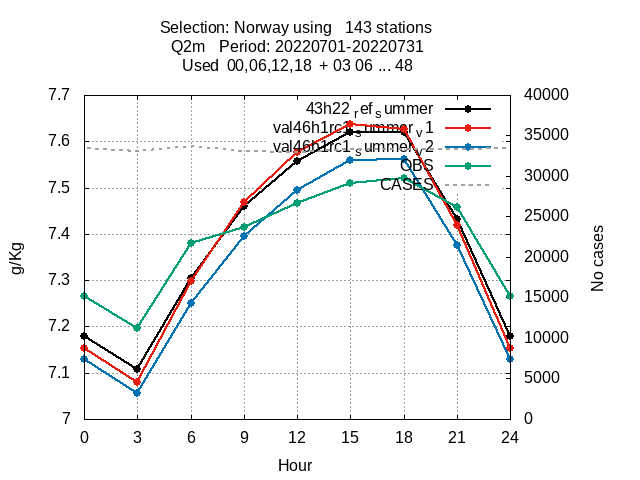 Selection: Norway using   143 stations
Q2m   Period: 20220701-20220731
Used  00,06,12,18  + 03 06 ... 48
43h22_ref_summer
val46h1rc1_summer_v1
val46h1rc1_summer_v2
OBS
CASES
7.7
7.6
7.5
7.4
7.3
7.2
7.1
7
g/Kg
40000
35000
30000
25000
20000
15000
10000
5000
0
No cases
0 3 6 9 12 15 18 21 24
Hour